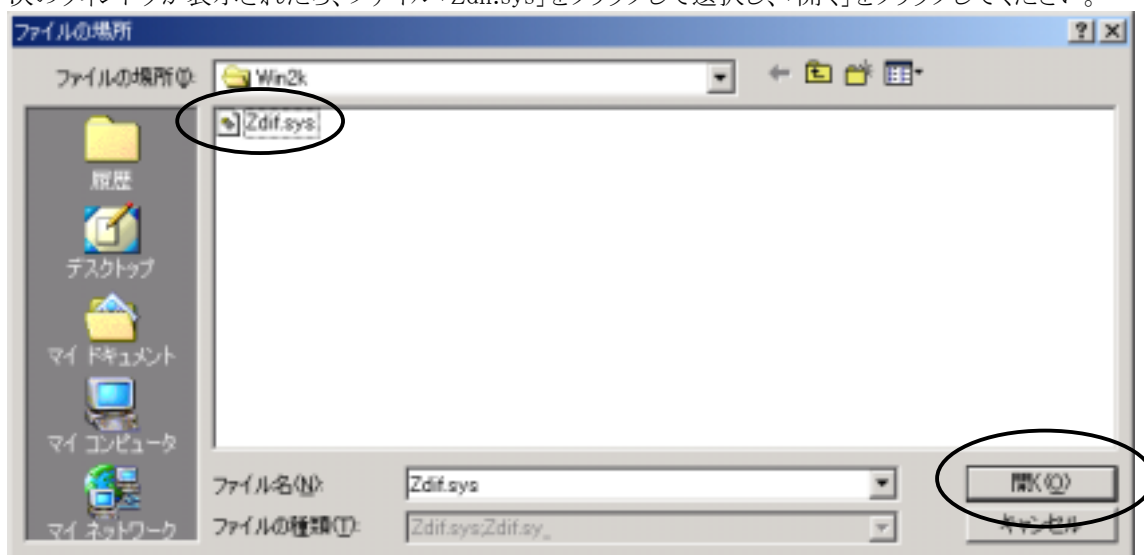 次のウィンドウが表示されたら、ファイル「Zdif.sys」をクリックして選択し、「開く」をクリックしてください。
ファイルの場所
ファイルの場所(I): Win2k
Zdif.sys
履歴
デスクトップ
マイ ドキュメント
マイ コンピュータ
マイ ネットワーク
ファイル名(N): Zdif.sys 開く(O)
ファイルの種類(T): Zdif.sys;Zdif.sy_ キャンセル